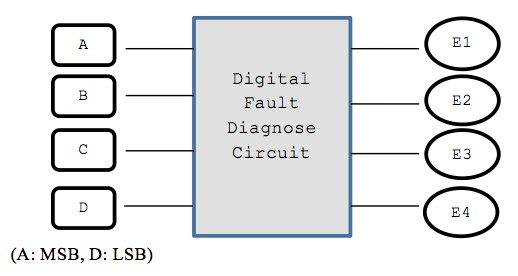 A
B
C
D
Digital
Fault
Diagnose
Circuit
E1
E2
E3
E4
(A: MSB, D: LSB)